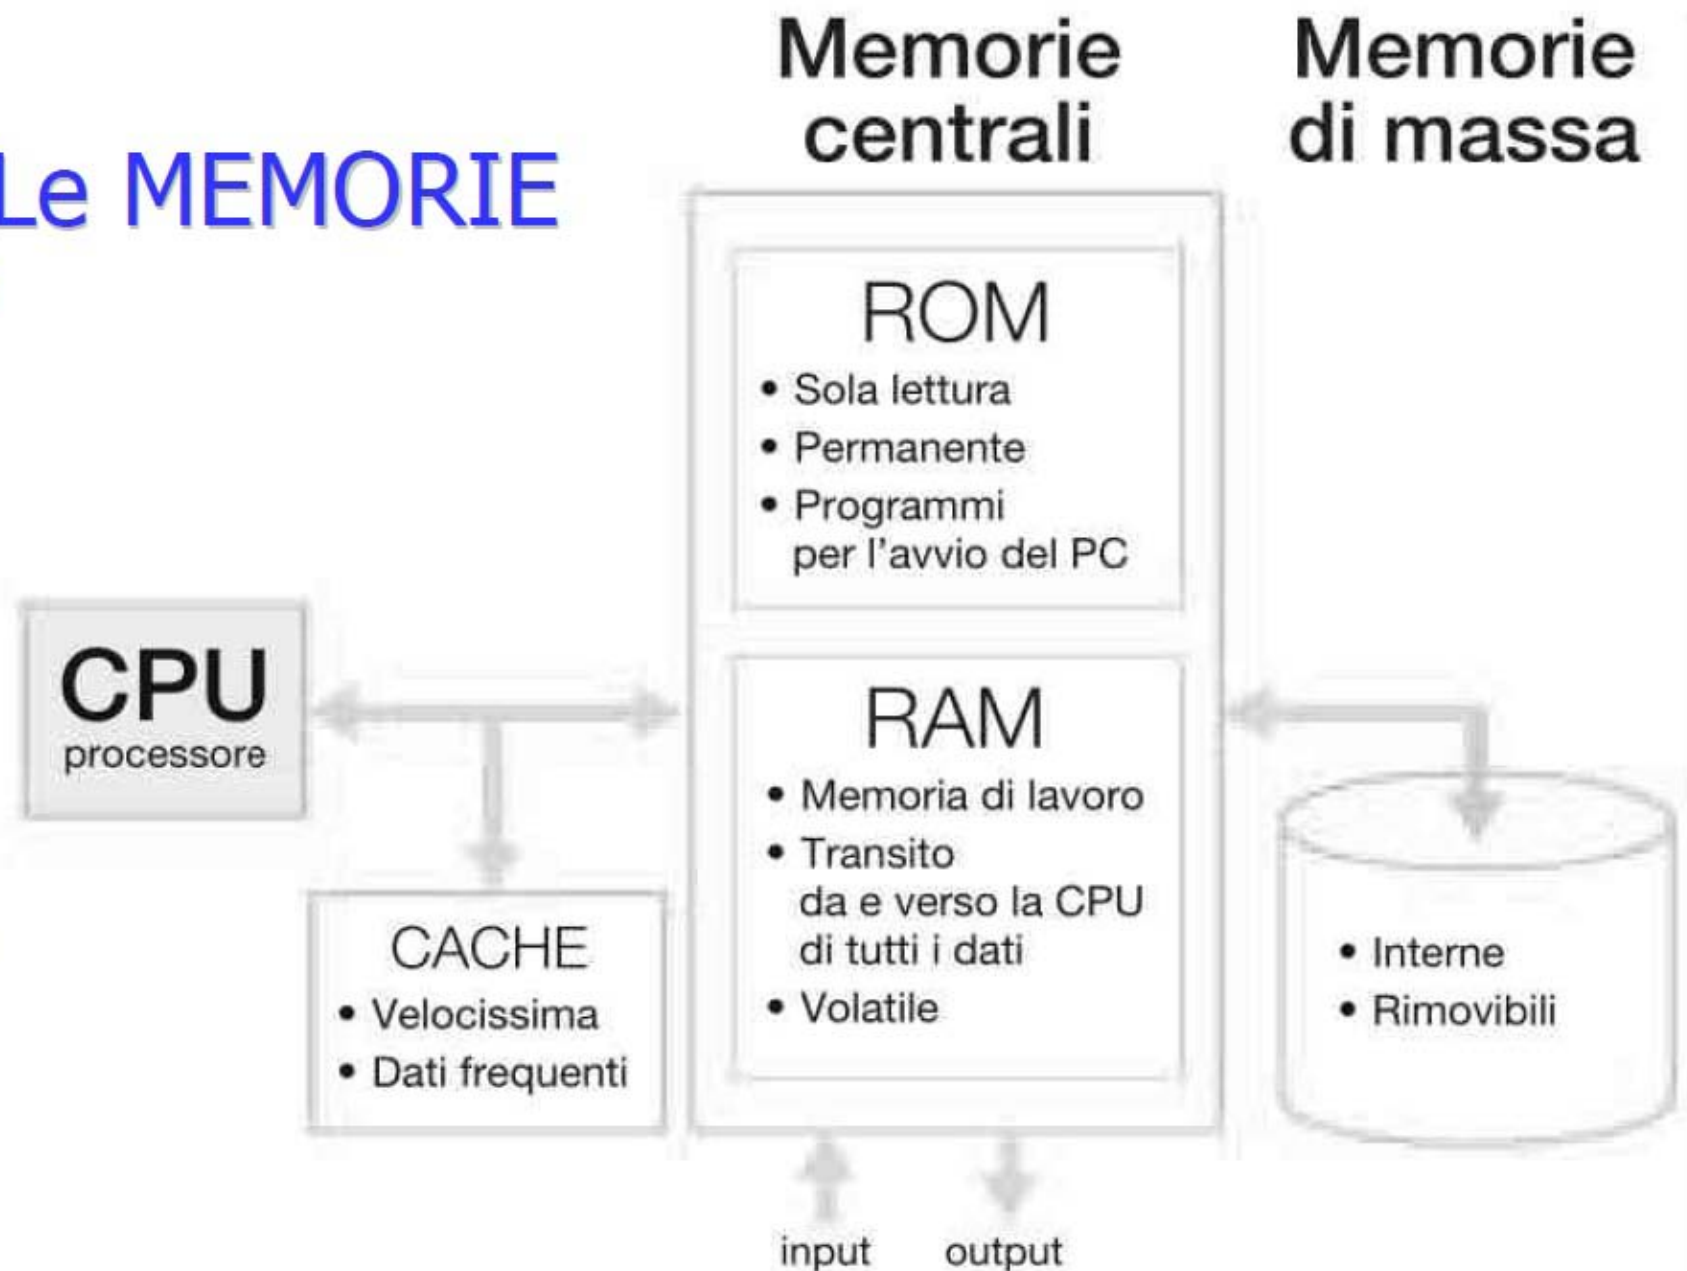 Le MEMORIE
Memorie
centrali
Memorie
di massa
ROM
• Sola lettura
• Permanente
• Programmi
per l'avvio del PC
CPU
processore
RAM
• Memoria di lavoro
• Transito
da e verso la CPU
di tutti i dati
• Volatile
CACHE
• Velocissima
• Dati frequenti
• Interne
• Rimovibili
input
output